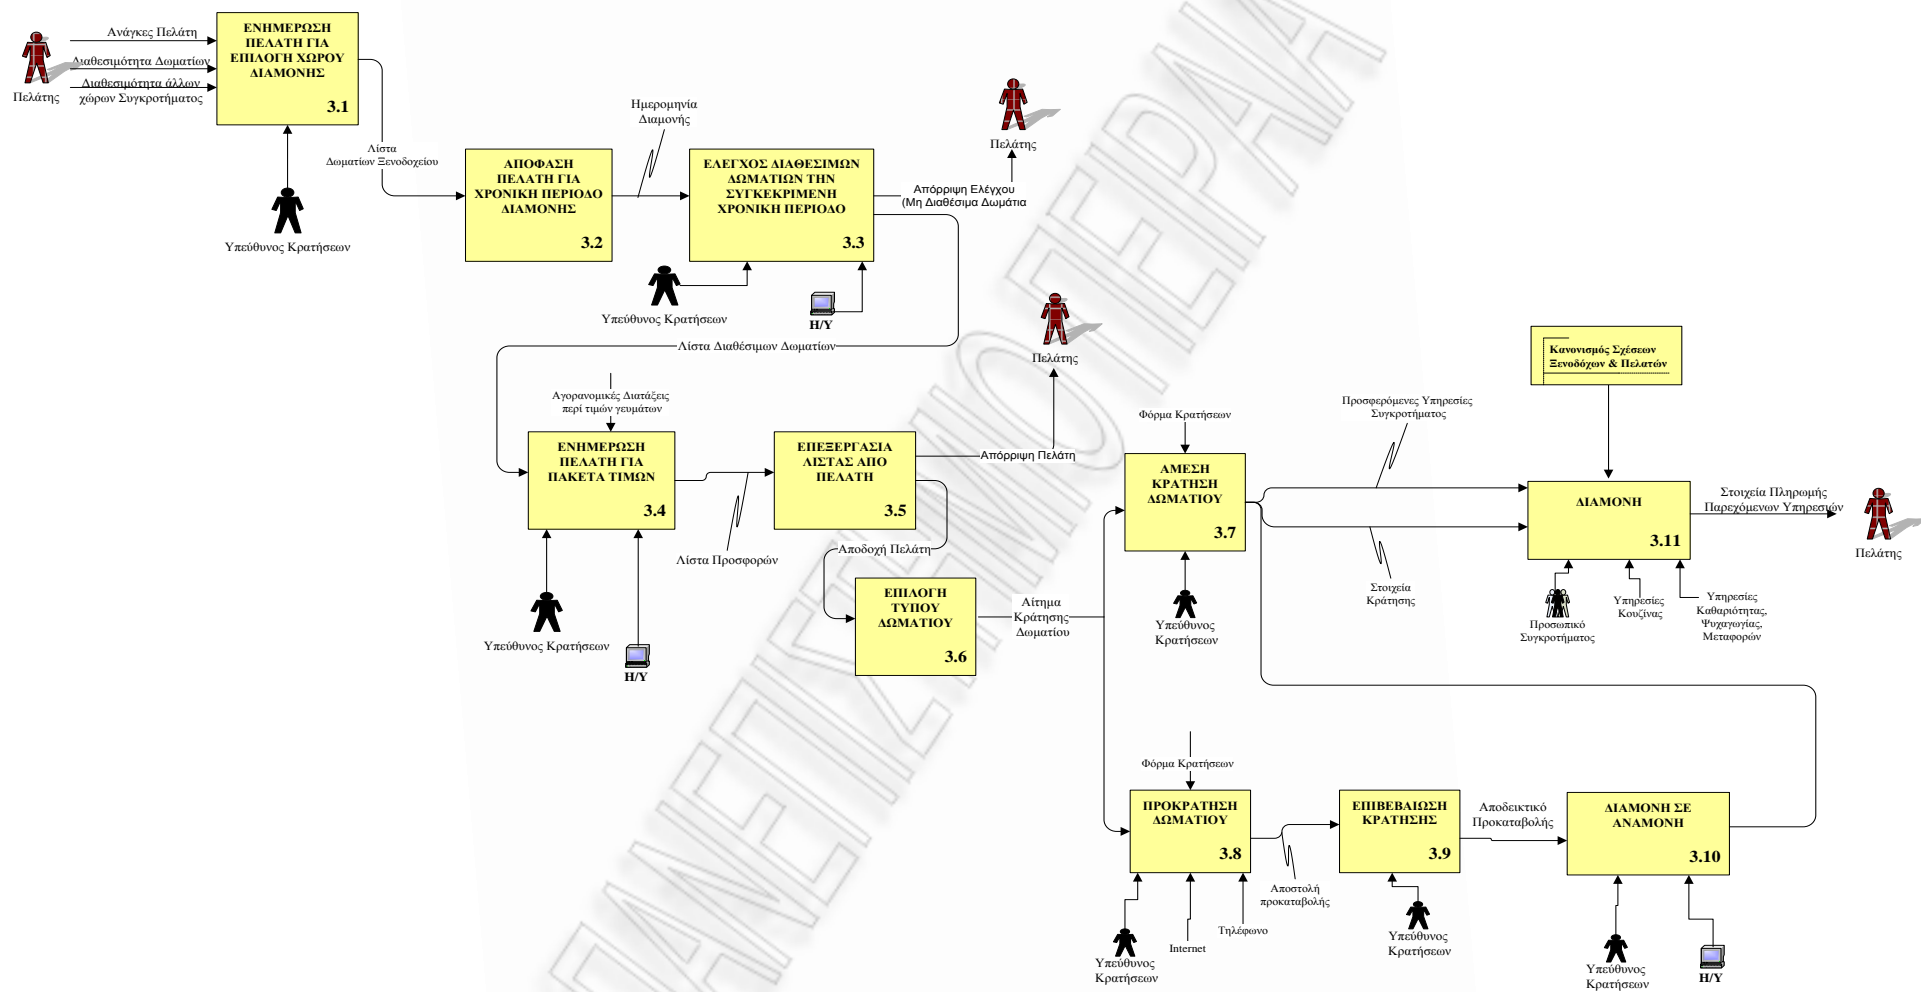 Ανάγκες Πελάτη
Διαθεσιμότητα Δωματίων
Διαθεσιμότητα άλλων
χώρων Συγκροτήματος
Πελάτης
ΕΝΗΜΕΡΩΣΗ
ΠΕΛΑΤΗ ΓΙΑ
ΕΠΙΛΟΓΗ ΧΩΡΟΥ
ΔΙΑΜΟΝΗΣ
3.1
Υπεύθυνος Κρατήσεων
Λίστα
Δωματίων Ξενοδοχείου
ΑΠΟΦΑΣΗ
ΠΕΛΑΤΗ ΓΙΑ
ΧΡΟΝΙΚΗ ΠΕΡΙΟΔΟ
ΔΙΑΜΟΝΗΣ
3.2
Ημερομηνία
Διαμονής
ΕΛΕΓΧΟΣ ΔΙΑΘΕΣΙΜΩΝ
ΔΩΜΑΤΙΩΝ ΤΗΝ
ΣΥΓΚΕΚΡΙΜΕΝΗ
ΧΡΟΝΙΚΗ ΠΕΡΙΟΔΟ
3.3
Υπεύθυνος Κρατήσεων
Η/Υ
Πελάτης
Απόρριψη Ελέγχου
(Μη Διαθέσιμα Δωμάτια
Λίστα Διαθέσιμων Δωματίων
Αγορανομικές Διατάξεις
περί τιμών γευμάτων
ΕΝΗΜΕΡΩΣΗ
ΠΕΛΑΤΗ ΓΙΑ
ΠΑΚΕΤΑ ΤΙΜΩΝ
3.4
Υπεύθυνος Κρατήσεων
Η/Υ
Λίστα Προσφορών
ΕΠΕΞΕΡΓΑΣΙΑ
ΛΙΣΤΑΣ ΑΠΟ
ΠΕΛΑΤΗ
3.5
Πελάτης
Απόρριψη Πελάτη
Αποδοχή Πελάτη
ΕΠΙΛΟΓΗ
ΤΥΠΟΥ
ΔΩΜΑΤΙΟΥ
3.6
Αίτημα
Κράτησης
Δωματίου
Φόρμα Κρατήσεων
ΑΜΕΣΗ
ΚΡΑΤΗΣΗ
ΔΩΜΑΤΙΟΥ
3.7
Υπεύθυνος
Κρατήσεων
Προσφερόμενες Υπηρεσίες
Συγκροτήματος
Στοιχεία
Κράτησης
Κανονισμός Σχέσεων
Ξενοδόχων & Πελατών
ΔΙΑΜΟΝΗ
3.11
Προσωπικό
Συγκροτήματος
Υπηρεσίες
Κουζίνας
Υπηρεσίες
Καθαριότητας,
Ψυχαγωγίας,
Μεταφορών
Στοιχεία Πληρωμής
Παρεχόμενων Υπηρεσιών
Πελάτης
Φόρμα Κρατήσεων
ΠΡΟΚΡΑΤΗΣΗ
ΔΩΜΑΤΙΟΥ
3.8
Υπεύθυνος
Κρατήσεων
Internet
Τηλέφωνο
Αποστολή
προκαταβολής
ΕΠΙΒΕΒΑΙΩΣΗ
ΚΡΑΤΗΣΗΣ
3.9
Υπεύθυνος
Κρατήσεων
Αποδεικτικό
Προκαταβολής
ΔΙΑΜΟΝΗ ΣΕ
ΑΝΑΜΟΝΗ
3.10
Υπεύθυνος
Κρατήσεων
Η/Υ
ΠΑΝΕΠΙΣΤΗΜΙΟ ΠΕΙΡΑΙΑ